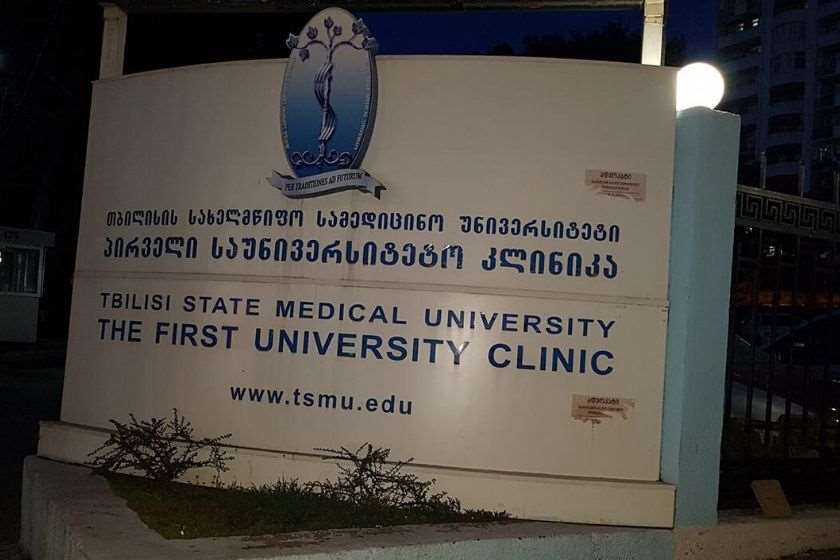 PER TRADITIONES AD FUTURUM
თბილისის სახელმწიფო სამედიცინო უნივერსიტეტი
პირველი საუნივერსიტეტო კლინიკა
TBILISI STATE MEDICAL UNIVERSITY
THE FIRST UNIVERSITY CLINIC
www.tsmu.edu